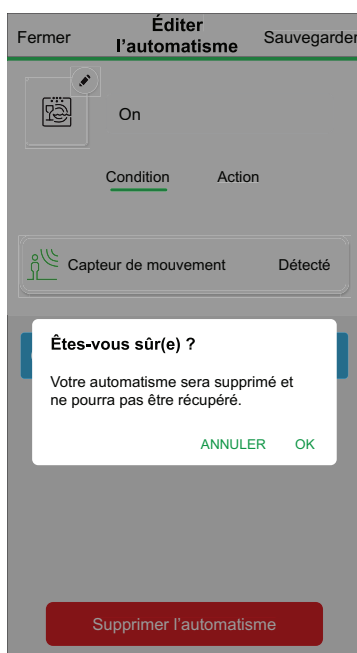 Fermer
Éditer
l’automatisme
Sauvegarder
On
Condition Action
Capteur de mouvement Détecté
Êtes-vous sûr(e) ?
Votre automatisme sera supprimé et
ne pourra pas être récupéré.
ANNULER OK
Supprimer l’automatisme